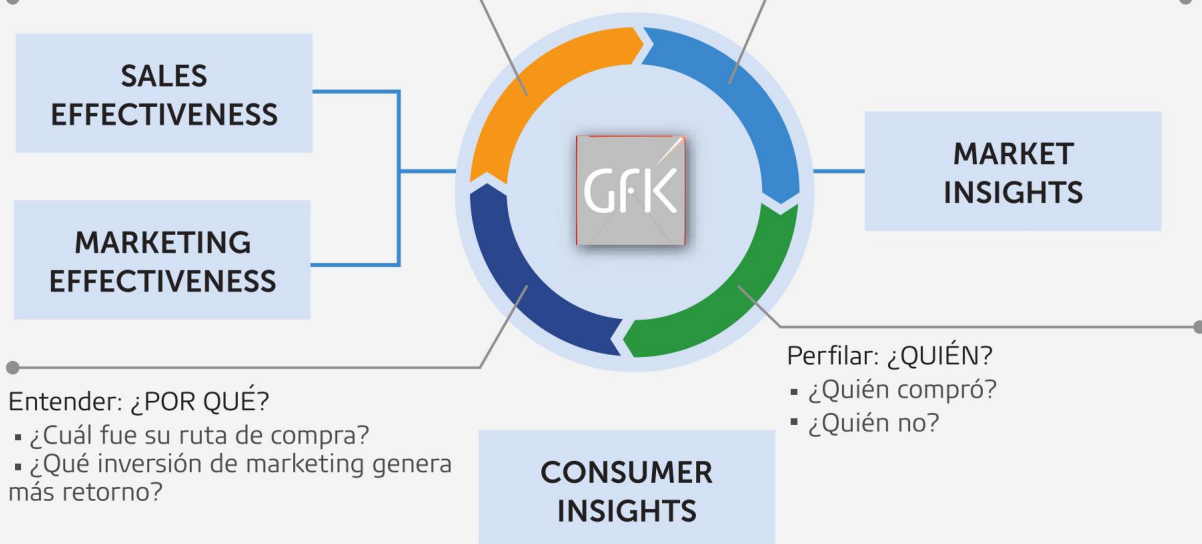 SALES
EFFECTIVENESS
MARKETING
EFFECTIVENESS
GFK
MARKET
INSIGHTS
Entender: ¿POR QUÉ?
▪ ¿Cuál fue su ruta de compra?
▪ ¿Qué inversión de marketing genera
más retorno?
Perfilar: ¿QUIÉN?
▪ ¿Quién compró?
▪ ¿Quién no?
CONSUMER
INSIGHTS